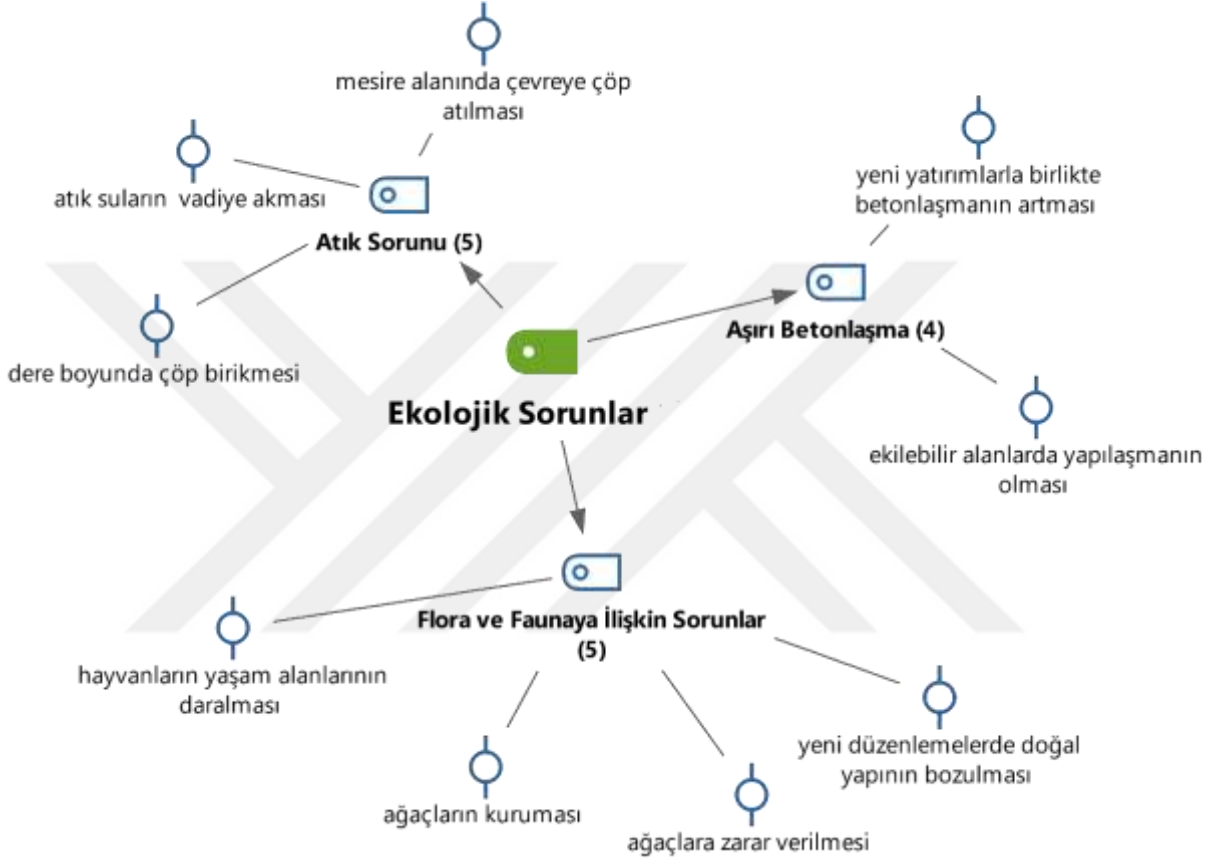 mesire alanında çevreye çöp
atılması
atık suların vadiye akması
Atık Sorunu (5)
dere boyunda çöp birikmesi
yeni yatırımlarla birlikte
betonlaşmanın artması
Aşırı Betonlaşma (4)
ekilebilir alanlarda yapılaşmanın
olması
Ekolojik Sorunlar
Flora ve Faunaya İlişkin Sorunlar
(5)
hayvanların yaşam alanlarının
daralması
ağaçların kuruması
ağaçlara zarar verilmesi
yeni düzenlemelerde doğal
yapının bozulması